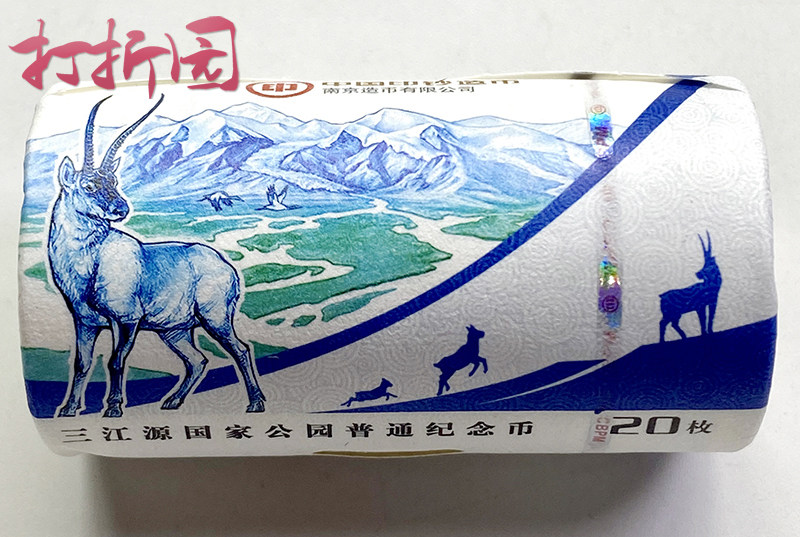 打折园
中国印钞造币
南京造币有限公司
三江源国家公园普通纪念币
20枚
CBPM